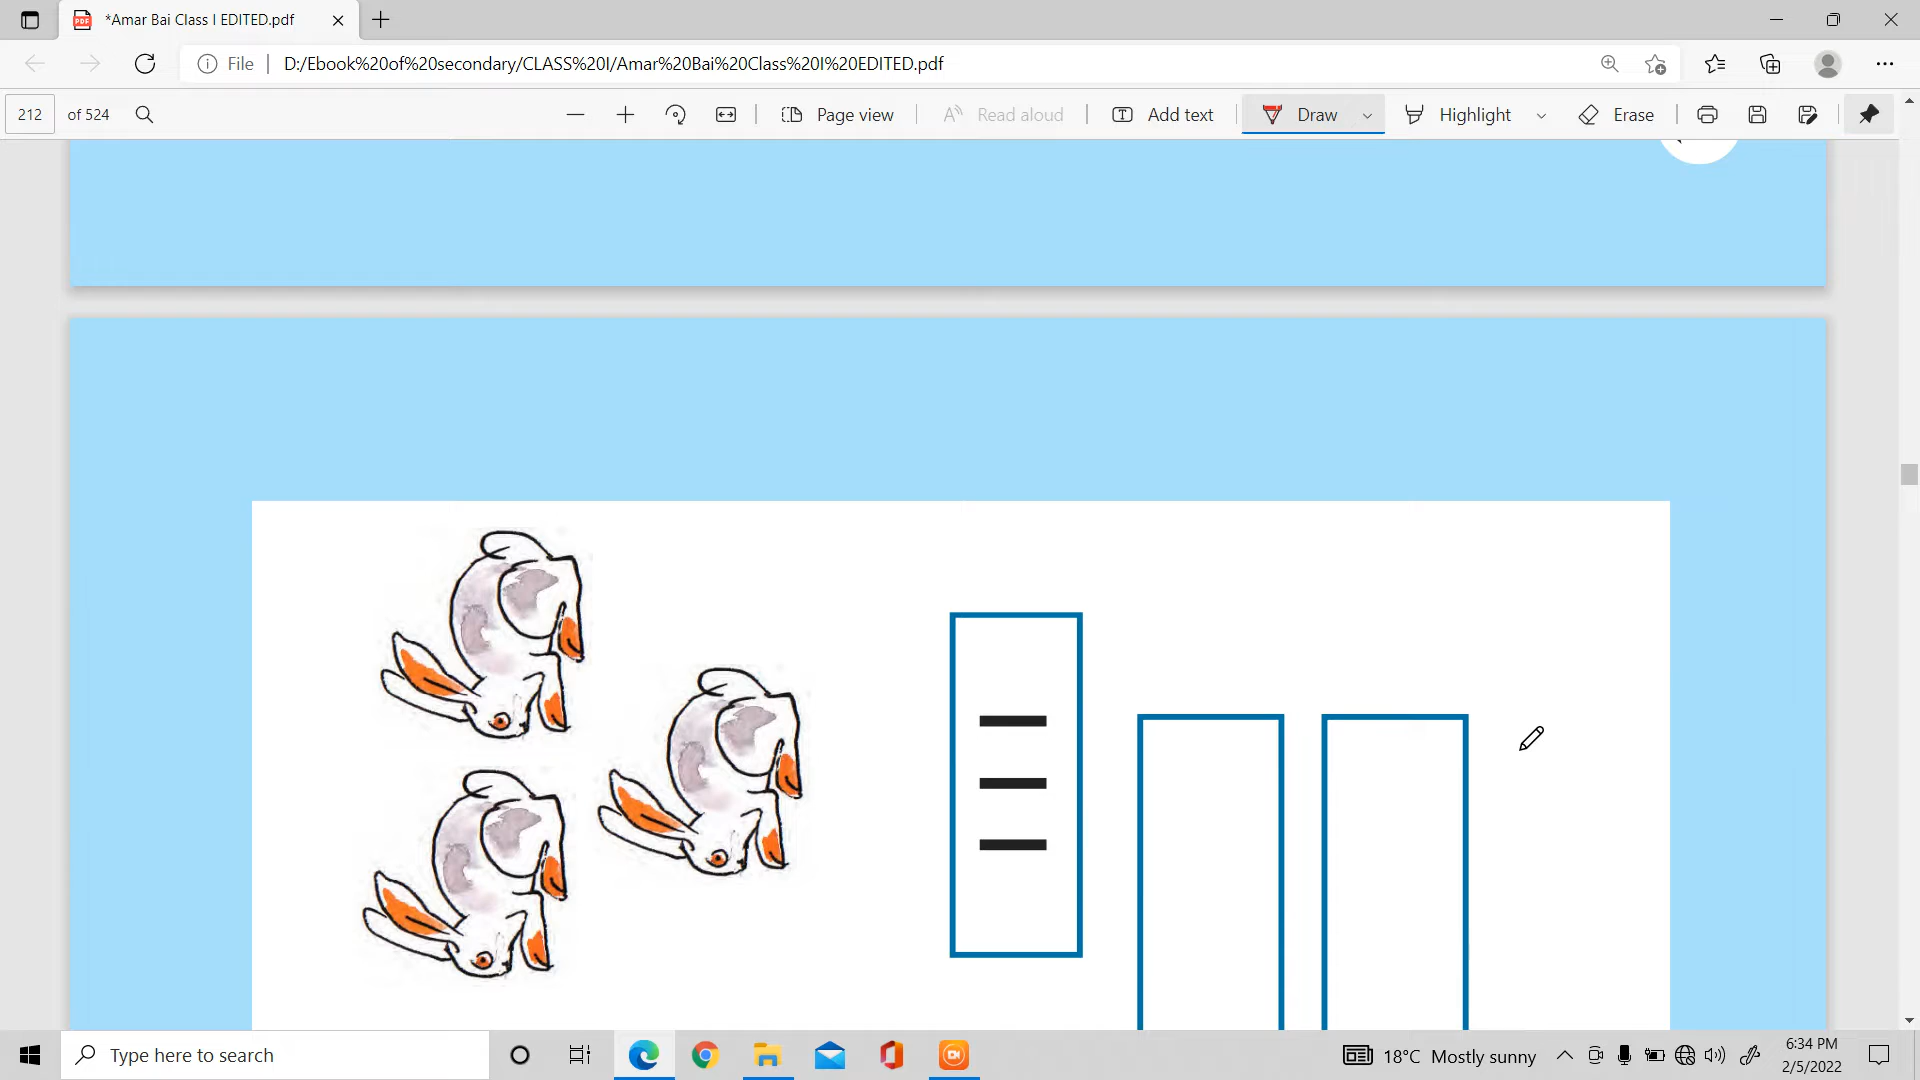 *Amar Bai Class I EDITED.pdf
File D:/Ebook%20of%20secondary/CLASS%20I/Amar%20Bai%20Class%20I%20EDITED.pdf
212 of 524 Page view Read aloud Add text Draw Highlight Erase
Type here to search
18°C Mostly sunny
6:34 PM
2/5/2022